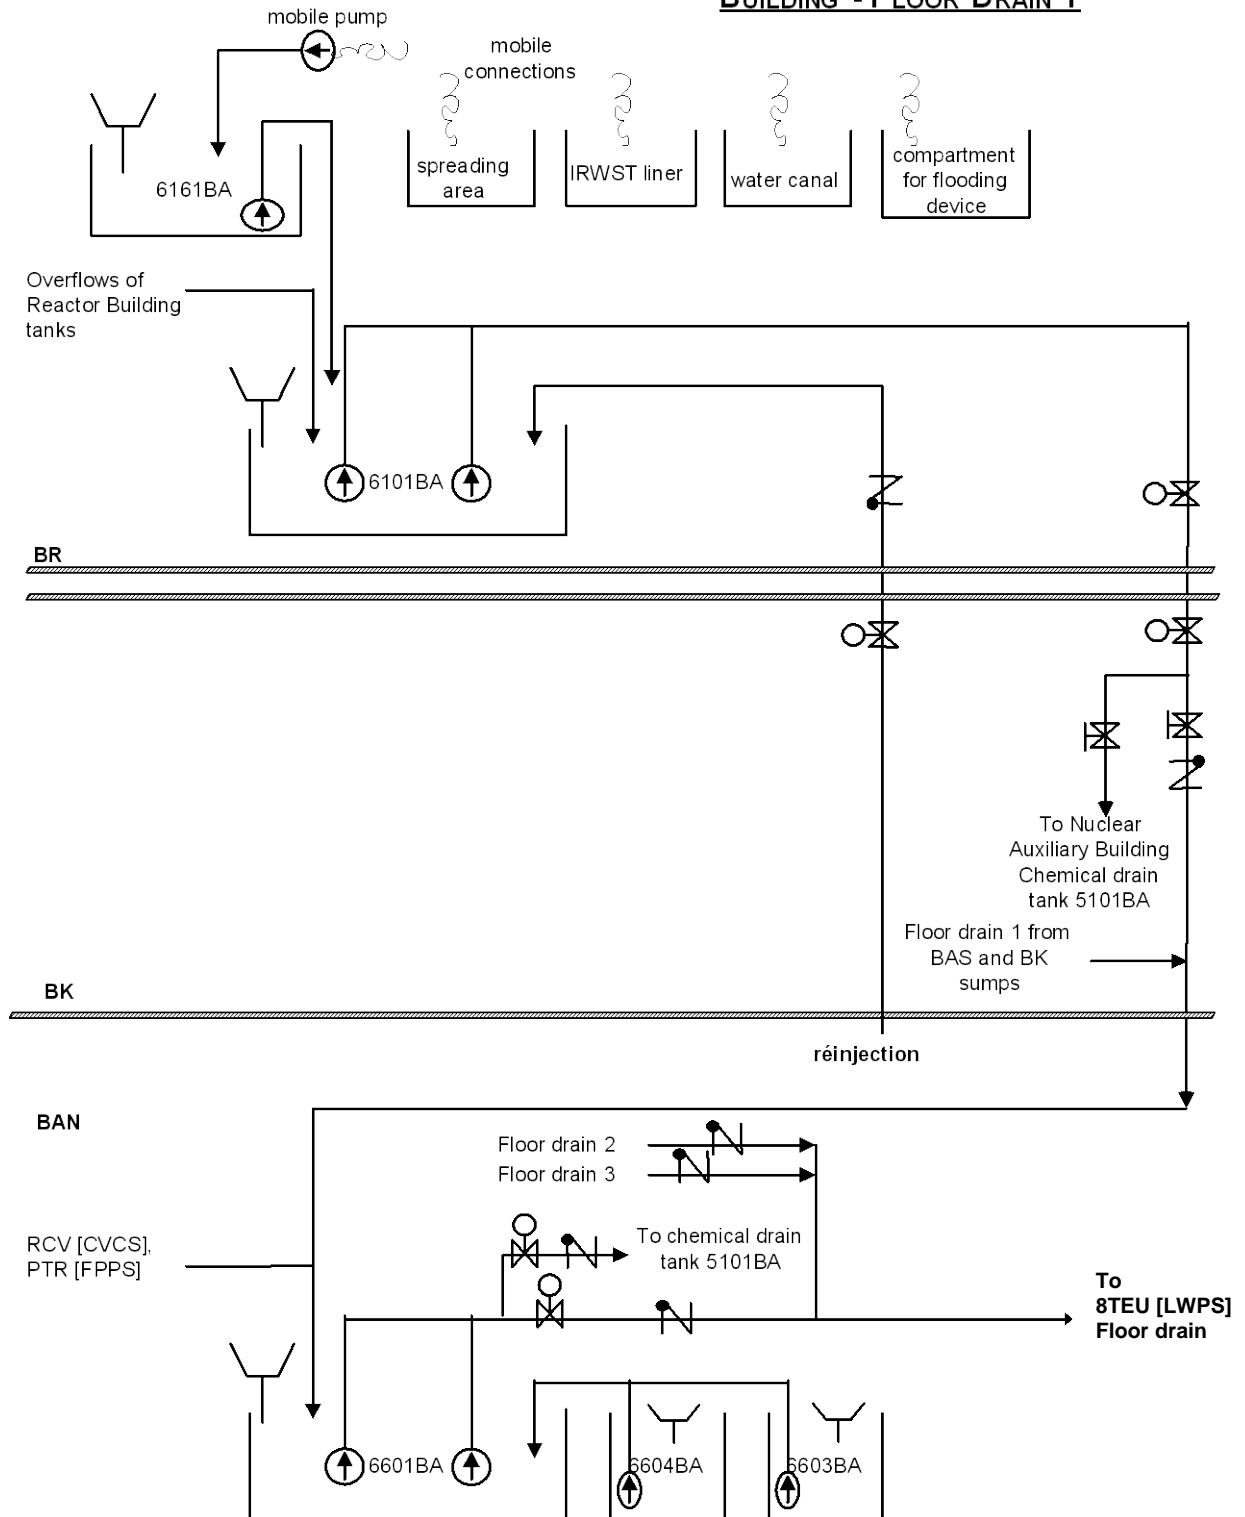 BUILDING - FLOOR DRAIN 1
mobile pump
mobile
connections
6161BA
spreading
area
IRWST liner
water canal
compartment
for flooding
device
Overflows of
Reactor Building
tanks
6101BA
BR
To Nuclear
Auxiliary Building
Chemical drain
tank 5101BA
Floor drain 1 from
BAS and BK
sumps
BK
réinjection
BAN
Floor drain 2
Floor drain 3
RCV [CVCS],
PTR [FPPS]
To chemical drain
tank 5101BA
To
8TEU [LWPS]
Floor drain
6601BA
6604BA
6603BA